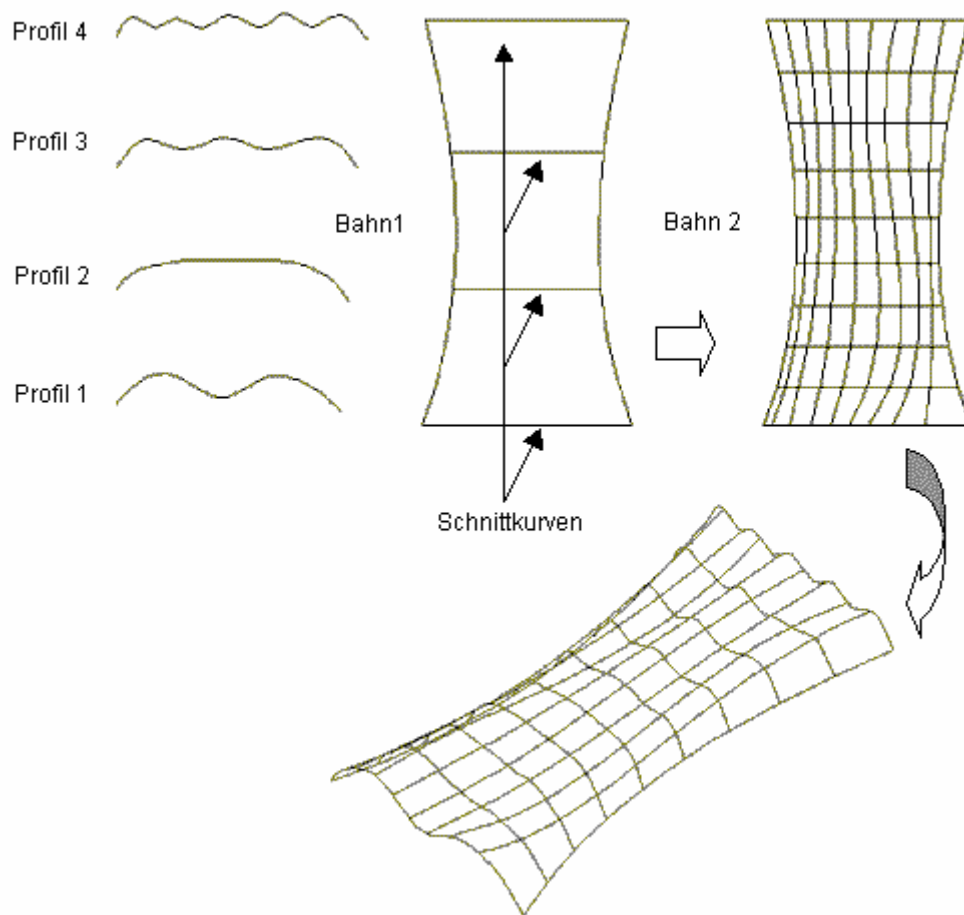 Profil 4
Profil 3
Bahn1
Bahn 2
Profil 2
Profil 1
Schnittkurven